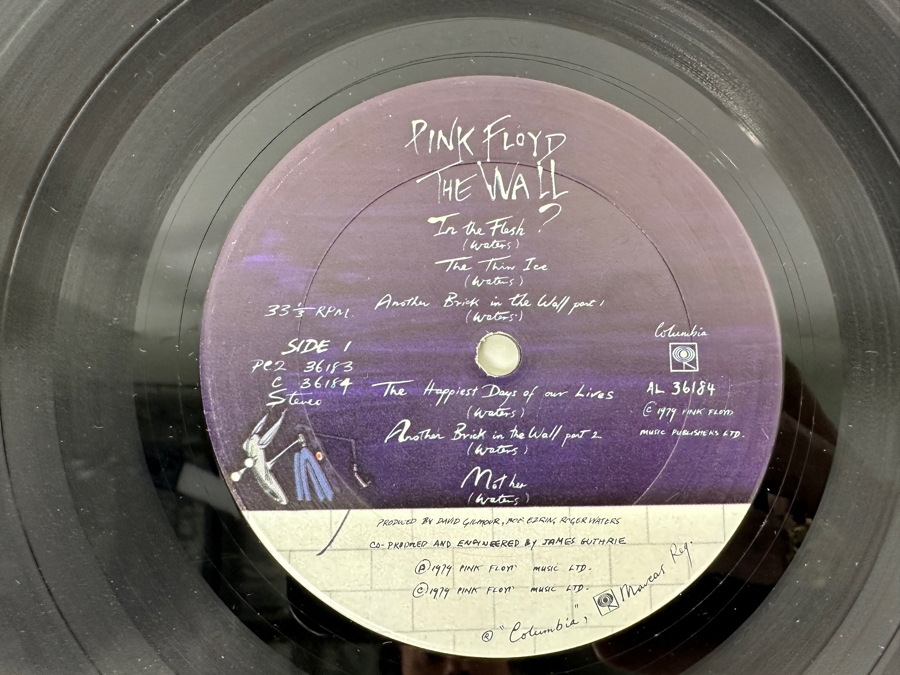 PINK FLOYD
THE WALL
In the Flesh ?
(Waters)
The Thin Ice
(Waters)
Another Brick in the Wall part 1
(Waters)
33 1/3 RPM.
SIDE 1
PC2 36183
C 36184
Stereo
Columbia
AL 36184
© 1979 PINK FLOYD
MUSIC PUBLISHERS LTD.
The Happiest Days of our Lives
(Waters)
Another Brick in the Wall part 2
(Waters)
Mother
(Waters)
PRODUCED BY DAVID GILMOUR, BOB EZRIN, ROGER WATERS
CO-PRODUCED AND ENGINEERED BY JAMES GUTHRIE
℗ 1979 PINK FLOYD MUSIC LTD.
© 1979 PINK FLOYD MUSIC LTD.
® "Columbia", Marcas Reg.